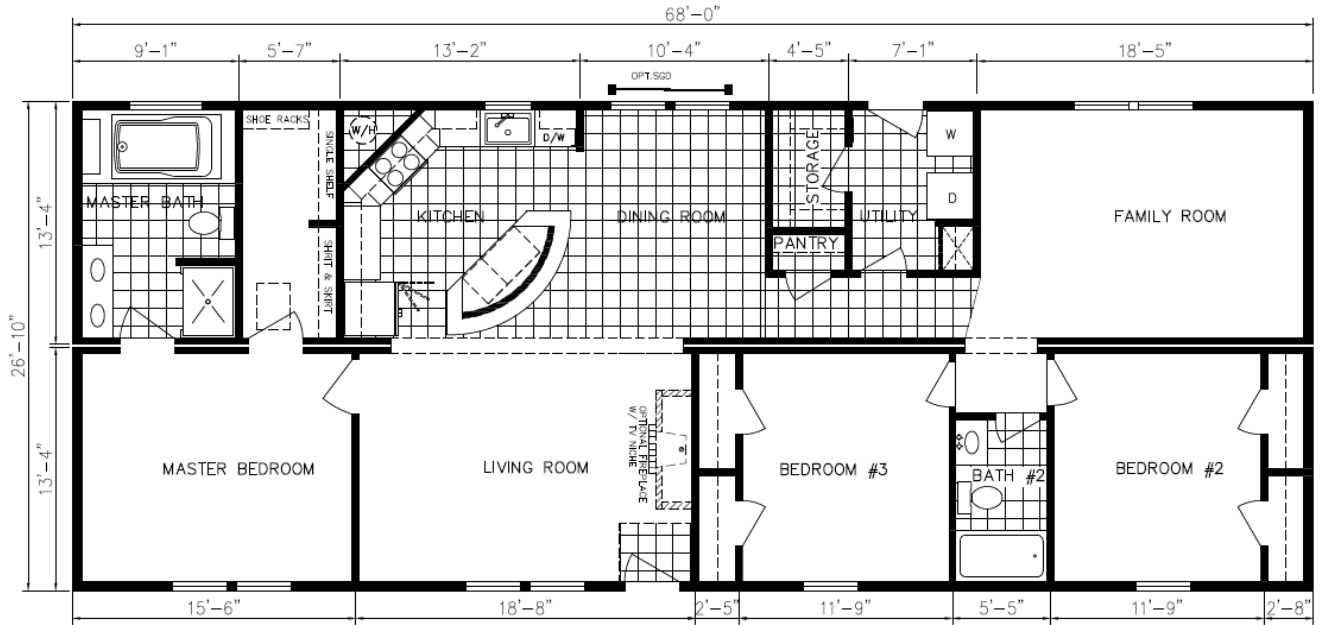 68'-0"
9'-1"
5'-7"
13'-2"
10'-4"
4'-5"
7'-1"
18'-5"
OPT.SGD
26'-10"
13'-4"
13'-4"
SHOE RACKS
SINGLE SHELF
SHIRT & SKIRT
W/H
D/W
STORAGE
W
D
MASTER BATH
KITCHEN
DINING ROOM
UTILITY
FAMILY ROOM
PANTRY
OPTIONAL FIREPLACE
W/ TV NICHE
MASTER BEDROOM
LIVING ROOM
BEDROOM #3
BATH #2
BEDROOM #2
15'-6"
18'-8"
2'-5"
11'-9"
5'-5"
11'-9"
2'-8"